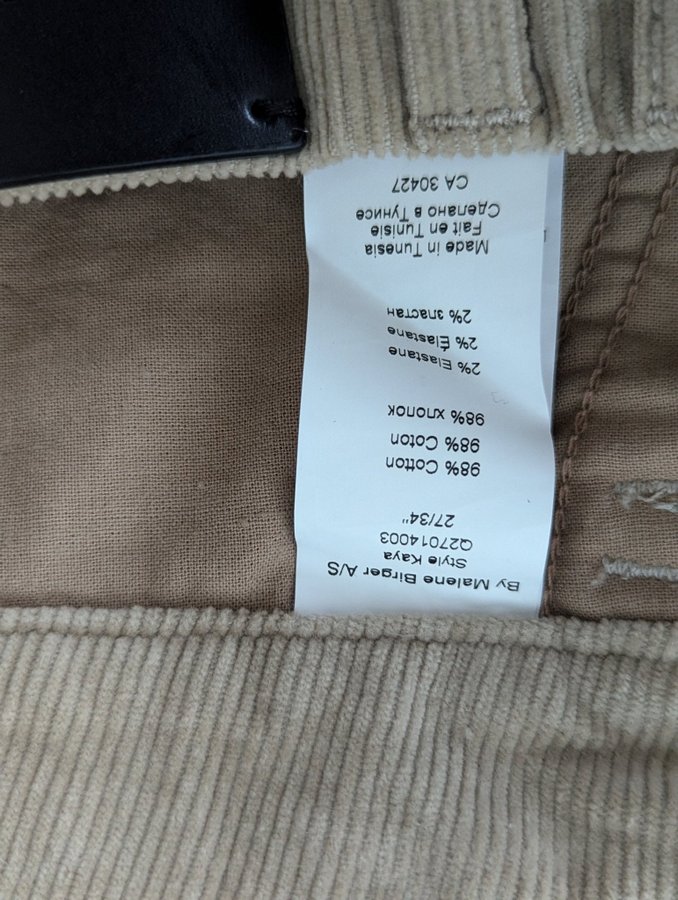 By Malene Birger A/S
Style Kaya
Q27014003
27/34"
98% Cotton
98% Coton
98% хлопок
2% Elastane
2% Élastane
2% эластан
Made in Tunesia
Fait en Tunisie
Сделано в Тунисе
CA 30427